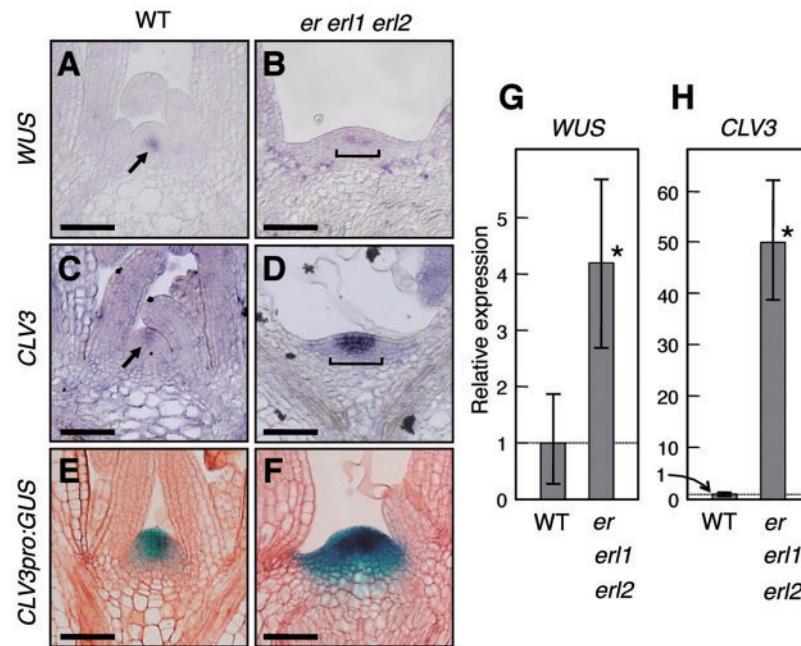 WT
er erl1 erl2
WUS
A
B
CLV3
C
D
CLV3pro:GUS
E
F
G
WUS
Relative expression
5
4
3
2
1
0
WT
er
erl1
erl2
*
H
CLV3
60
50
40
30
20
10
1
0
WT
er
erl1
erl2
*